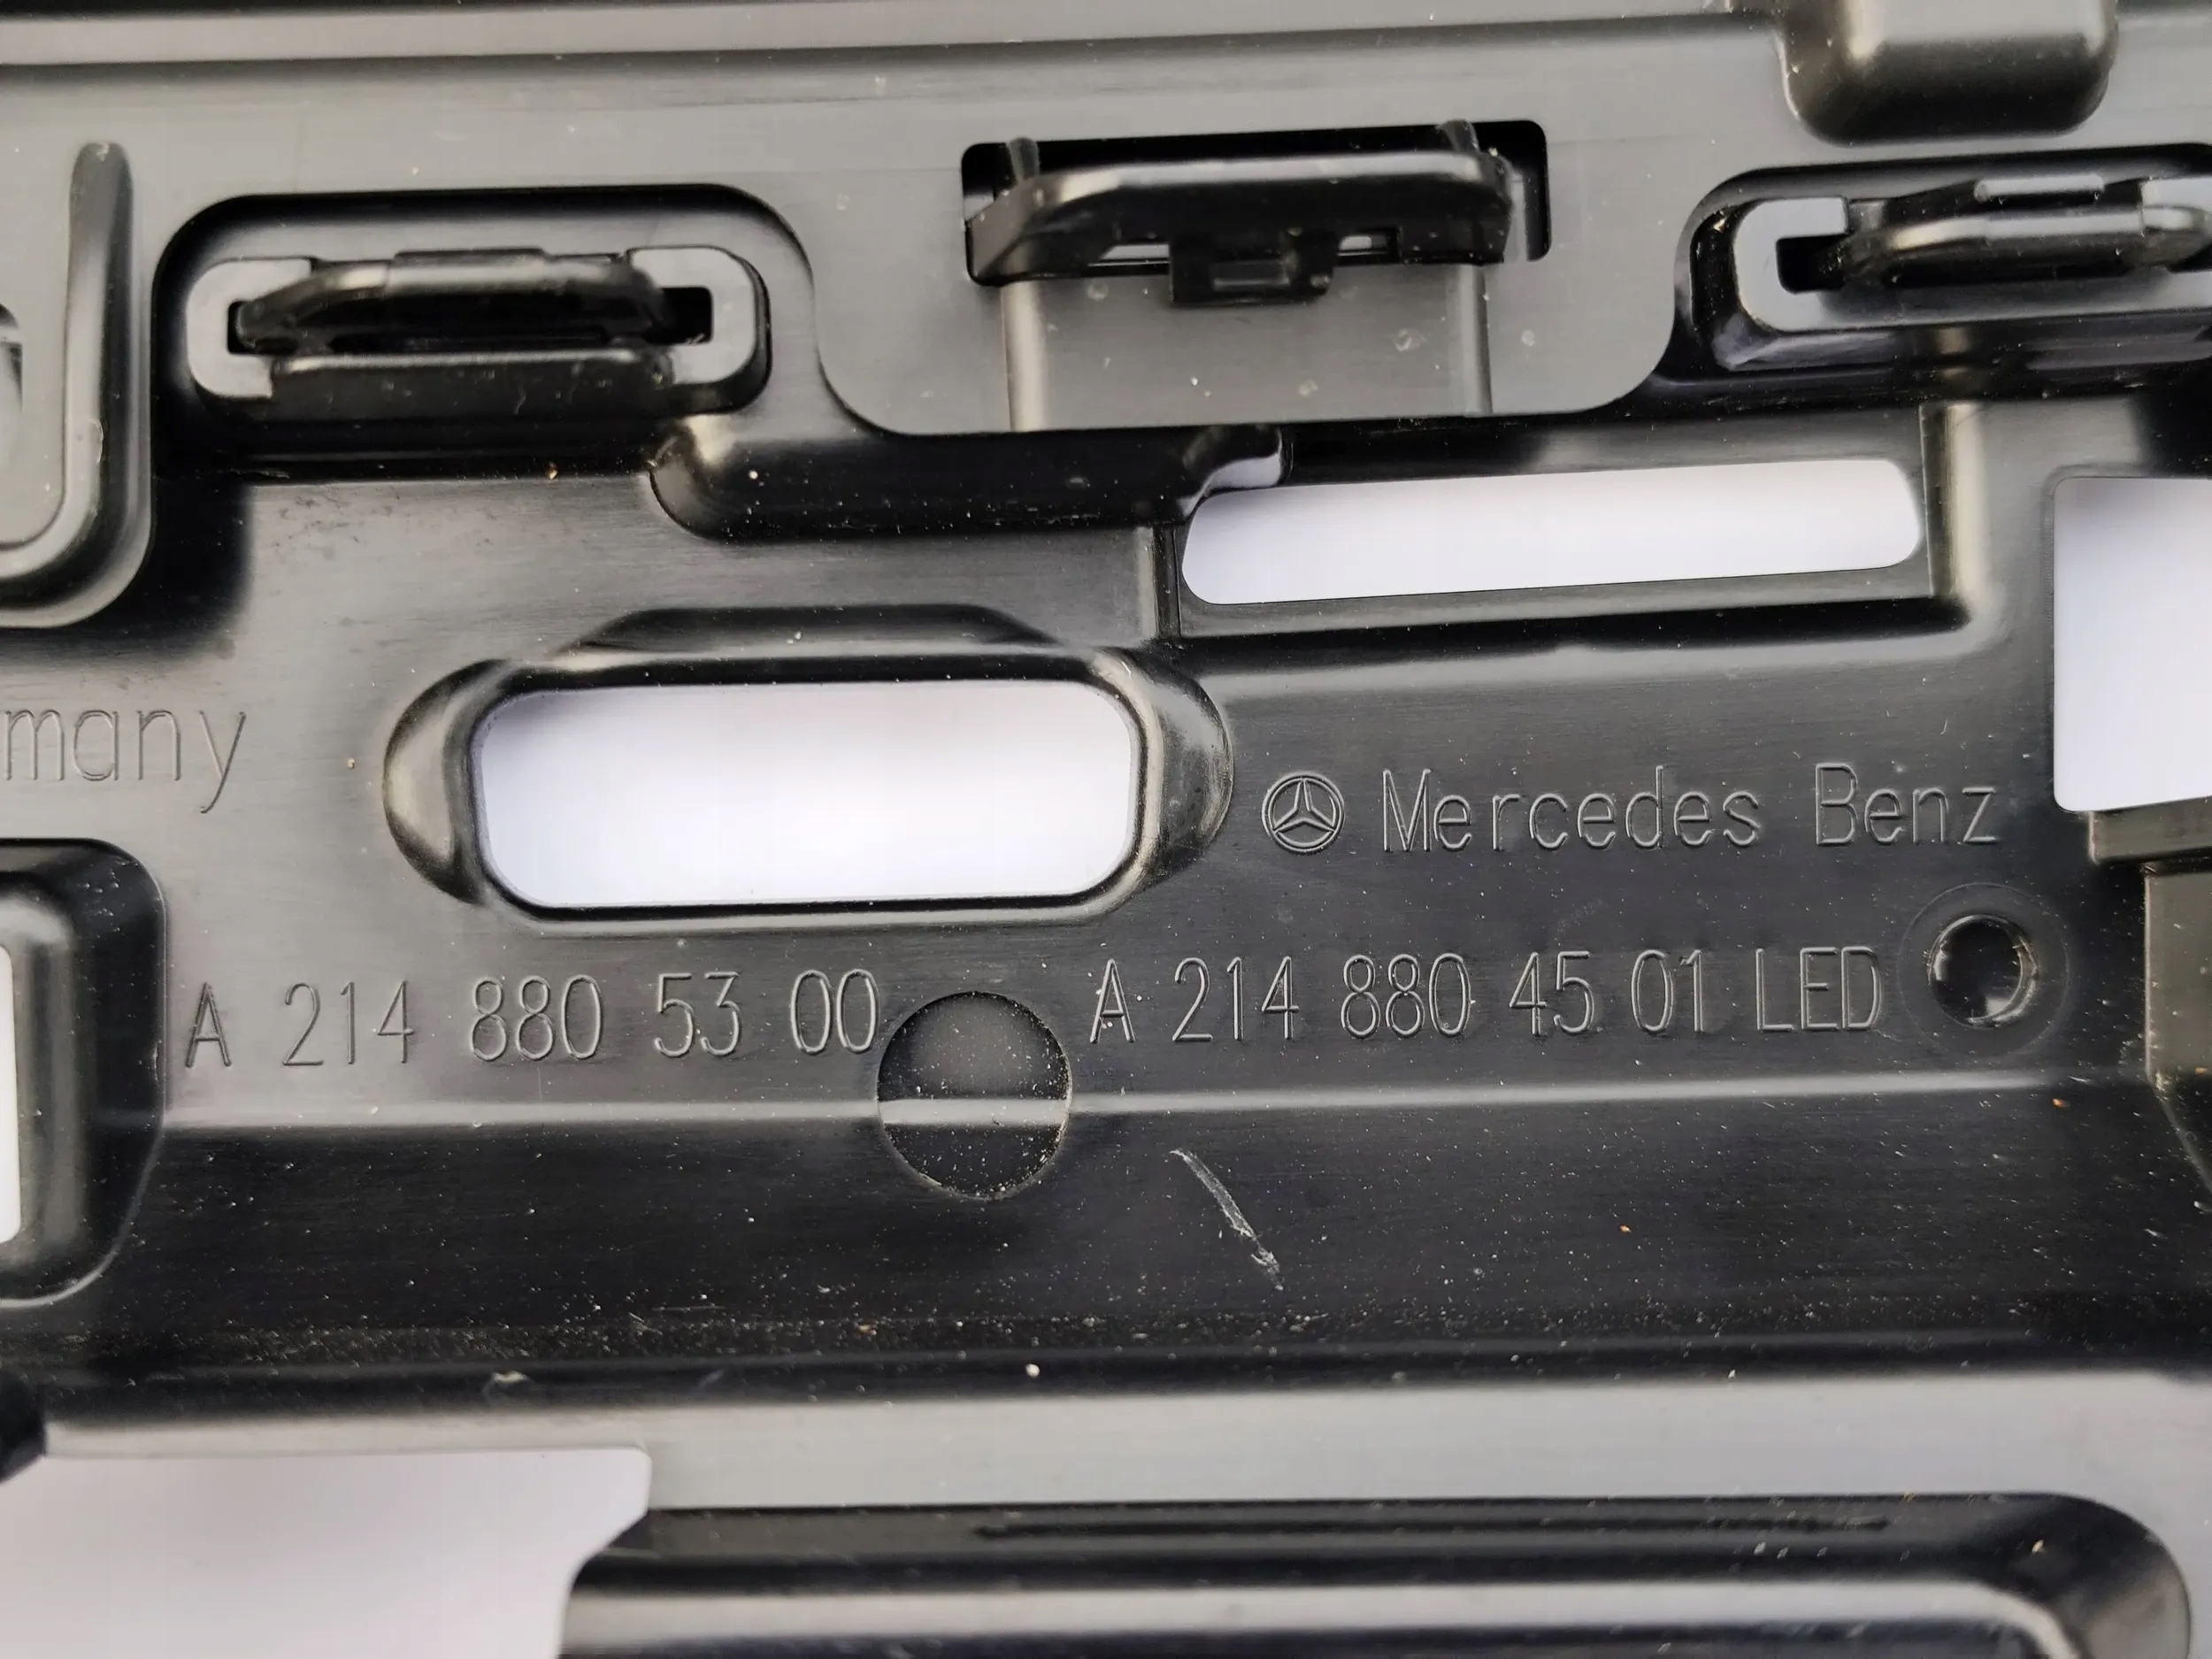 many
Mercedes Benz
A 214 880 53 00
A 214 880 45 01 LED